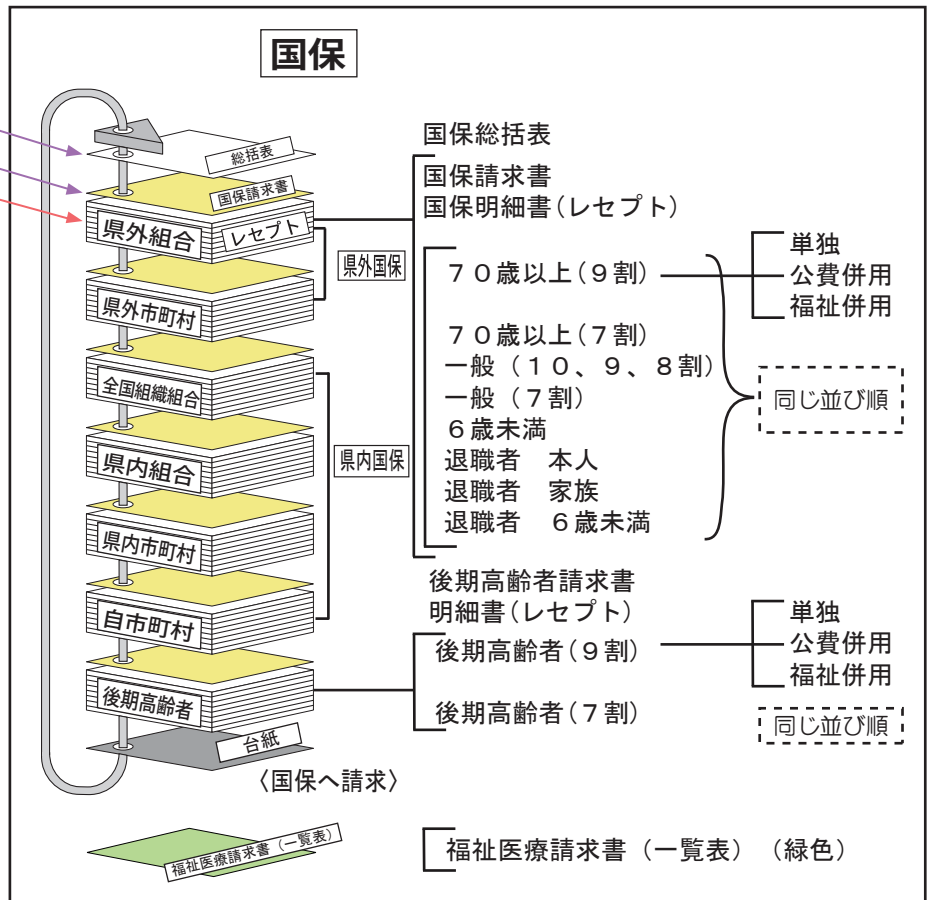 国保
総括表
国保請求書
県外組合
レセプト
県外市町村
全国組織組合
県内組合
県内市町村
自市町村
後期高齢者
台紙
〈国保へ請求〉
福祉医療請求書(一覧表)
県外国保
県内国保
国保総括表
国保請求書
国保明細書(レセプト)
70歳以上(9割)
単独
公費併用
福祉併用
70歳以上(7割)
一般(10、9、8割)
一般(7割)
6歳未満
退職者 本人
退職者 家族
退職者 6歳未満
同じ並び順
後期高齢者請求書
明細書(レセプト)
後期高齢者(9割)
単独
公費併用
福祉併用
後期高齢者(7割)
同じ並び順
福祉医療請求書(一覧表)(緑色)